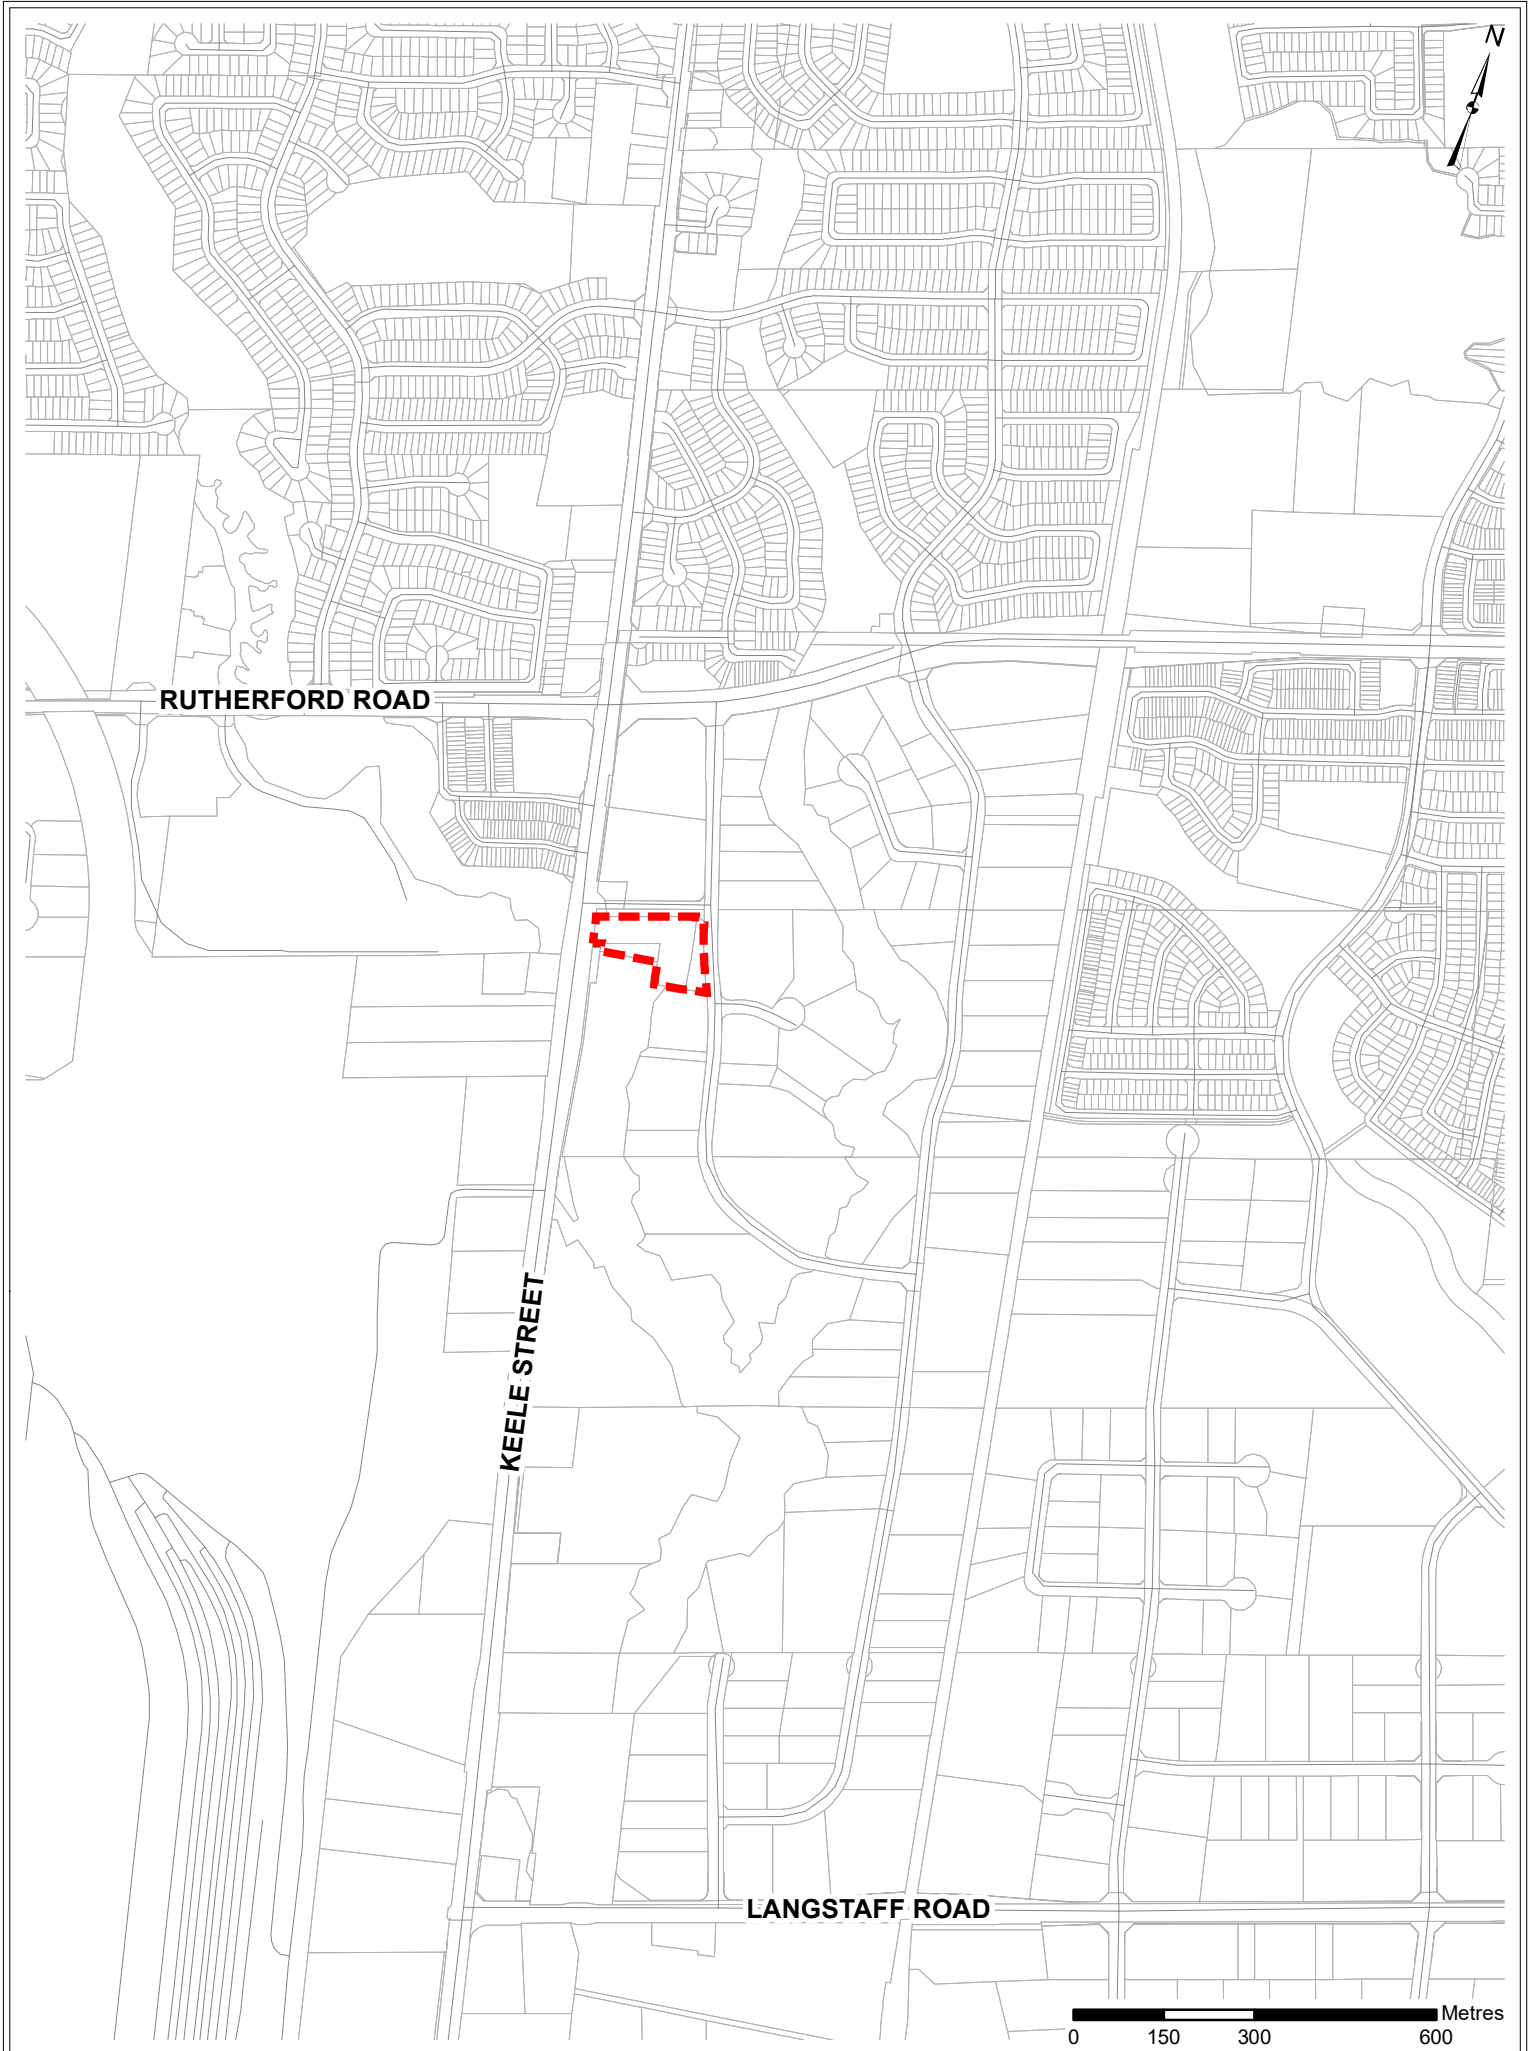 N
RUTHERFORD ROAD
KEELE STREET
LANGSTAFF ROAD
Metres
0 150 300 600